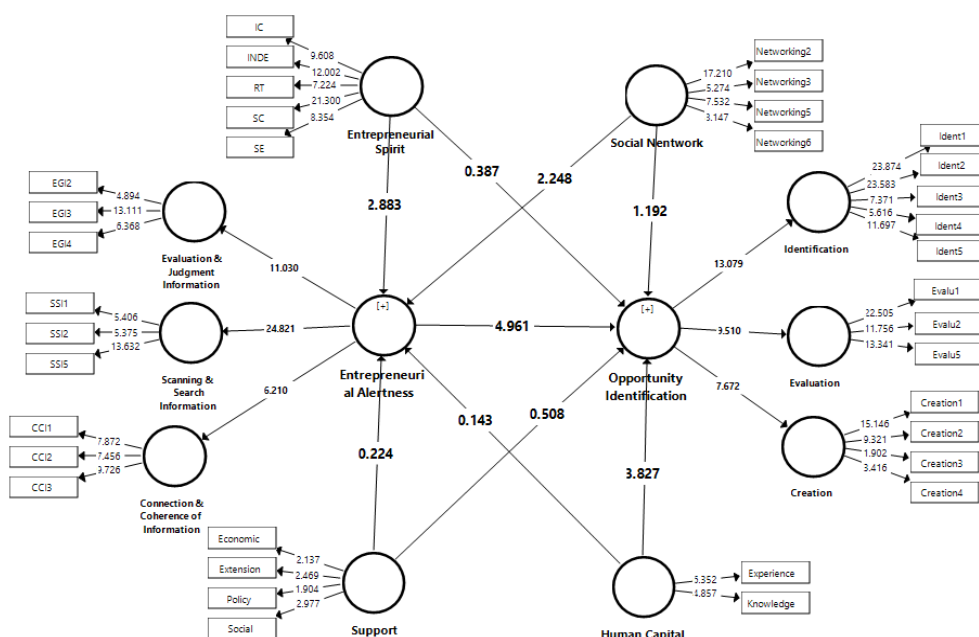 IC
9.608
INDE
12.002
RT
7.224
SC
21.300
SE
8.354
Entrepreneurial
Spirit
Networking2
17.210
Networking3
5.274
Networking5
7.532
Networking6
3.147
Social Nentwork
0.387
2.248
2.883
1.192
EGI2
4.894
EGI3
13.111
EGI4
6.368
Evaluation &
Judgment
Information
11.030
Ident1
23.874
Ident2
23.583
Ident3
7.371
Ident4
5.616
Ident5
11.697
Identification
13.079
SSI1
5.406
SSI2
5.375
SSI5
13.632
Scanning &
Search
Information
24.821
[+]
Entrepreneuri
al Alertness
4.961
[+]
Opportunity
Identification
9.510
Evalu1
22.505
Evalu2
11.756
Evalu5
13.341
Evaluation
6.210
7.672
CCI1
7.872
CCI2
7.456
CCI3
9.726
Connection &
Coherence of
Information
0.143
0.508
0.224
3.827
Creation1
15.146
Creation2
9.321
Creation3
1.902
Creation4
3.416
Creation
Economic
2.137
Extension
2.469
Policy
1.904
Social
2.977
Support
Experience
5.352
Knowledge
4.857
Human Capital